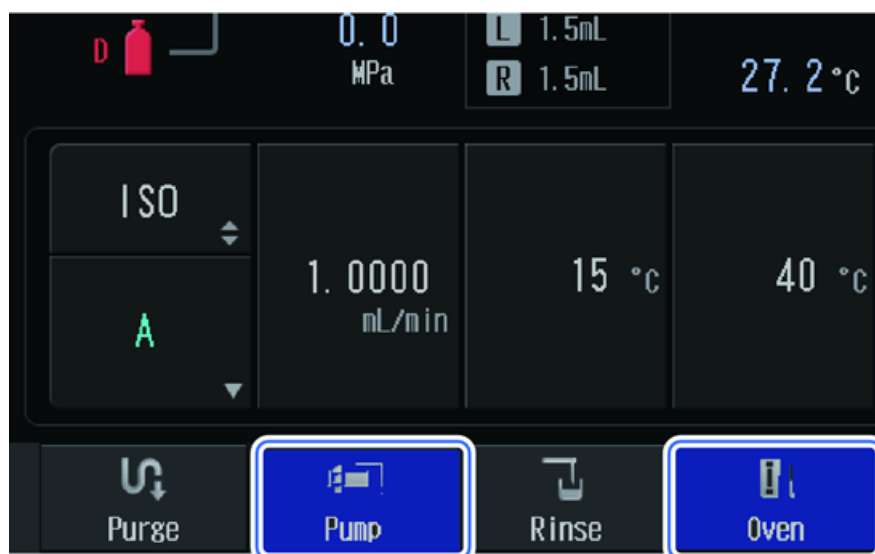 D
0.0
MPa
L 1.5mL
R 1.5mL
27.2°C
ISO
A
1.0000
mL/min
15 °C
40 °C
Purge
Pump
Rinse
Oven